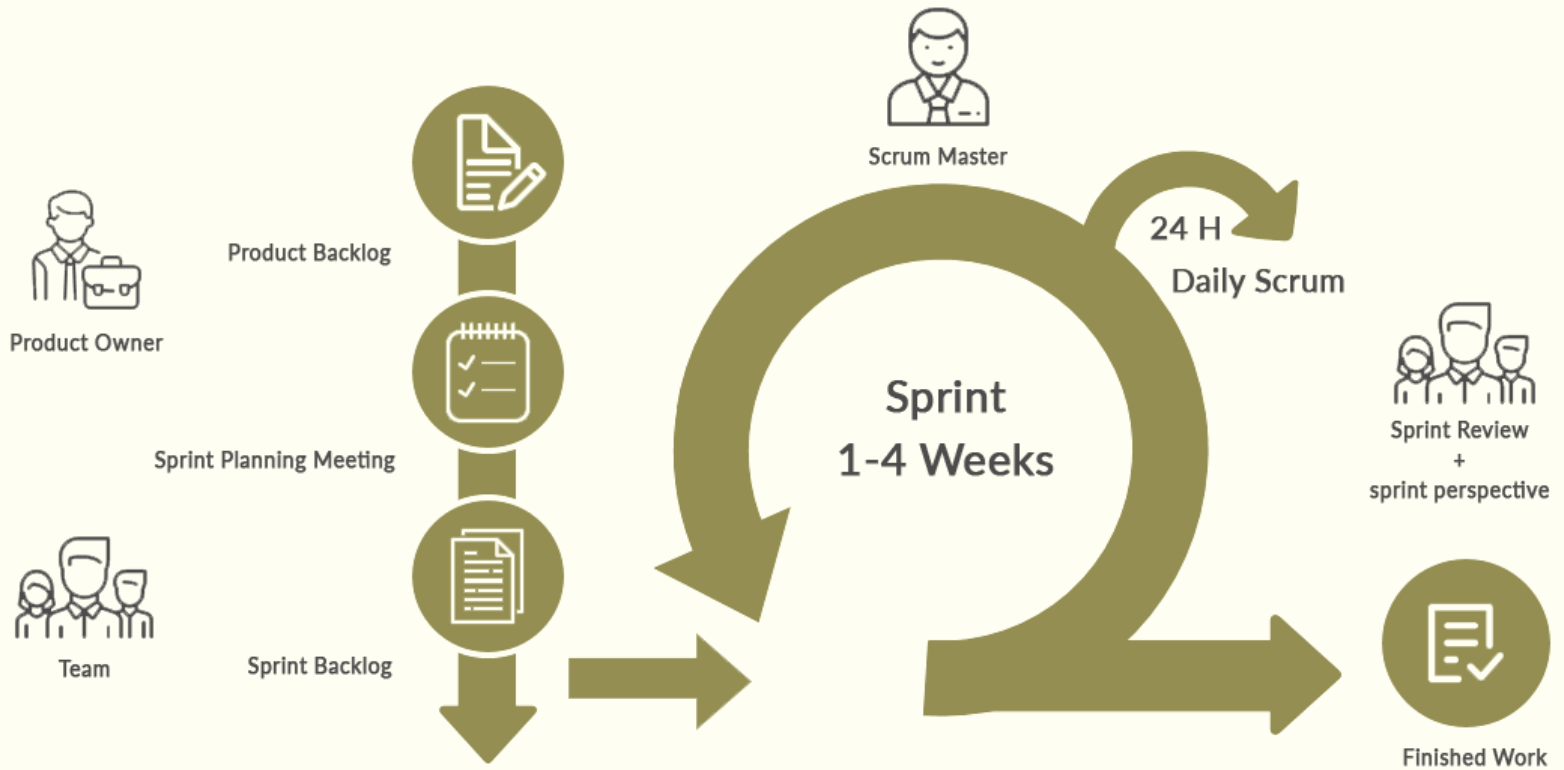 Scrum Master
Product Backlog
Product Owner
Sprint Planning Meeting
Team
Sprint Backlog
24 H
Daily Scrum
Sprint
1-4 Weeks
Sprint Review
+
sprint perspective
Finished Work